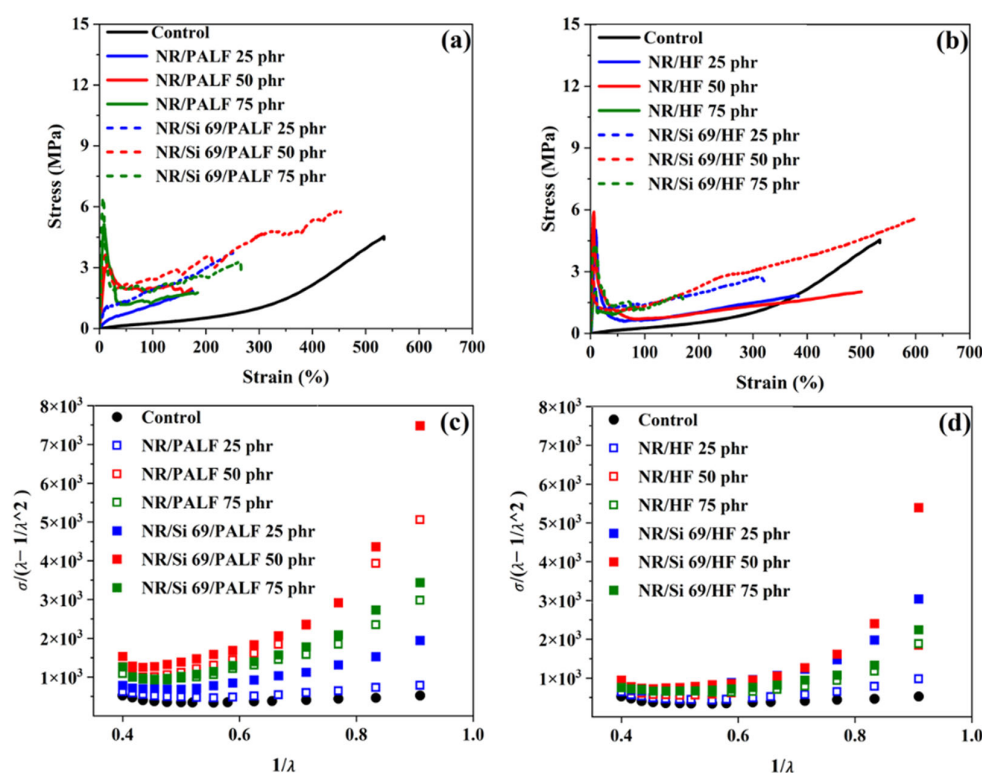 15
12
9
6
3
0
Stress (MPa)
Control
NR/PALF 25 phr
NR/PALF 50 phr
NR/PALF 75 phr
NR/Si 69/PALF 25 phr
NR/Si 69/PALF 50 phr
NR/Si 69/PALF 75 phr
(a)
0 100 200 300 400 500 600 700
Strain (%)
15
12
9
6
3
0
Stress (MPa)
Control
NR/HF 25 phr
NR/HF 50 phr
NR/HF 75 phr
NR/Si 69/HF 25 phr
NR/Si 69/HF 50 phr
NR/Si 69/HF 75 phr
(b)
0 100 200 300 400 500 600 700
Strain (%)
8×10³
7×10³
6×10³
5×10³
4×10³
3×10³
2×10³
1×10³
σ/(λ− 1/λ^2)
Control
NR/PALF 25 phr
NR/PALF 50 phr
NR/PALF 75 phr
NR/Si 69/PALF 25 phr
NR/Si 69/PALF 50 phr
NR/Si 69/PALF 75 phr
(c)
0.4 0.6 0.8 1.0
1/λ
8×10³
7×10³
6×10³
5×10³
4×10³
3×10³
2×10³
1×10³
σ/(λ− 1/λ^2)
Control
NR/HF 25 phr
NR/HF 50 phr
NR/HF 75 phr
NR/Si 69/HF 25 phr
NR/Si 69/HF 50 phr
NR/Si 69/HF 75 phr
(d)
0.4 0.6 0.8 1.0
1/λ